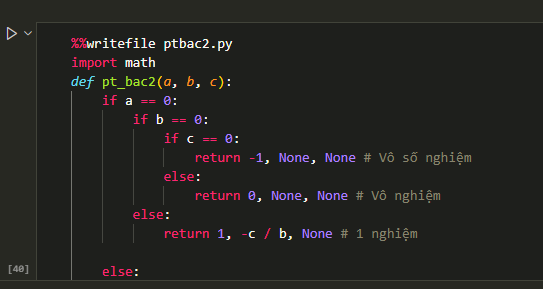 %%writefile ptbac2.py
import math
def pt_bac2(a, b, c):
if a == 0:
if b == 0:
if c == 0:
return -1, None, None # Vô số nghiệm
else:
return 0, None, None # Vô nghiệm
else:
return 1, -c / b, None # 1 nghiệm
[40]
else: